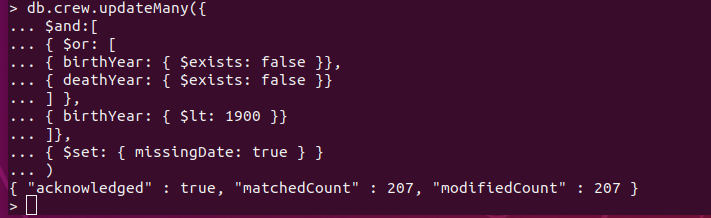 > db.crew.updateMany({
... $and:[
... { $or: [
... { birthYear: { $exists: false }},
... { deathYear: { $exists: false }}
... ] },
... { birthYear: { $lt: 1900 }}
... ]},
... { $set: { missingDate: true } }
... )
{ "acknowledged" : true, "matchedCount" : 207, "modifiedCount" : 207 }
>